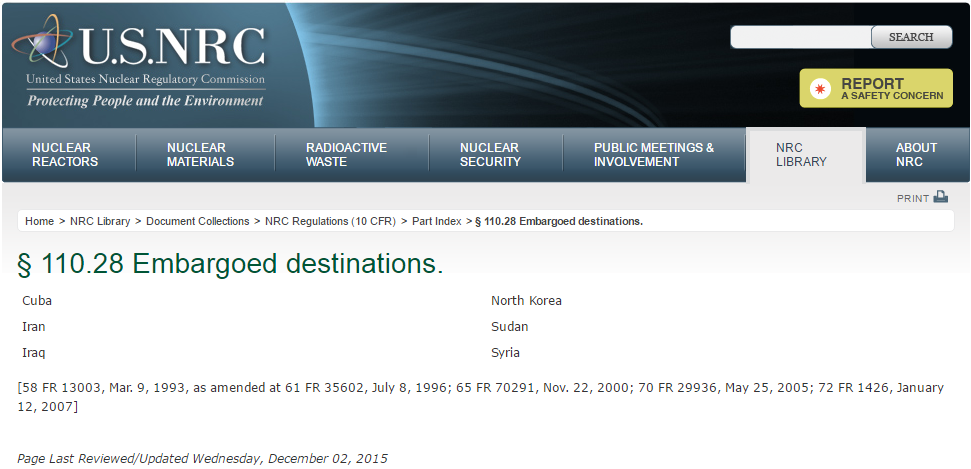 U.S.NRC
United States Nuclear Regulatory Commission
Protecting People and the Environment
SEARCH
REPORT
A SAFETY CONCERN
NUCLEAR
REACTORS
NUCLEAR
MATERIALS
RADIOACTIVE
WASTE
NUCLEAR
SECURITY
PUBLIC MEETINGS &
INVOLVEMENT
NRC
LIBRARY
ABOUT
NRC
PRINT
Home > NRC Library > Document Collections > NRC Regulations (10 CFR) > Part Index > § 110.28 Embargoed destinations.
§ 110.28 Embargoed destinations.
Cuba North Korea
Iran Sudan
Iraq Syria
[58 FR 13003, Mar. 9, 1993, as amended at 61 FR 35602, July 8, 1996; 65 FR 70291, Nov. 22, 2000; 70 FR 29936, May 25, 2005; 72 FR 1426, January
12, 2007]
Page Last Reviewed/Updated Wednesday, December 02, 2015